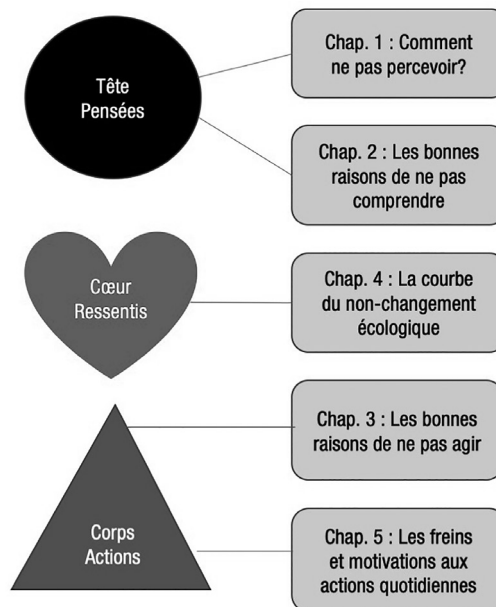 Tête
Pensées
Chap. 1 : Comment
ne pas percevoir?
Chap. 2 : Les bonnes
raisons de ne pas
comprendre
Cœur
Ressentis
Chap. 4 : La courbe
du non-changement
écologique
Chap. 3 : Les bonnes
raisons de ne pas agir
Corps
Actions
Chap. 5 : Les freins
et motivations aux
actions quotidiennes